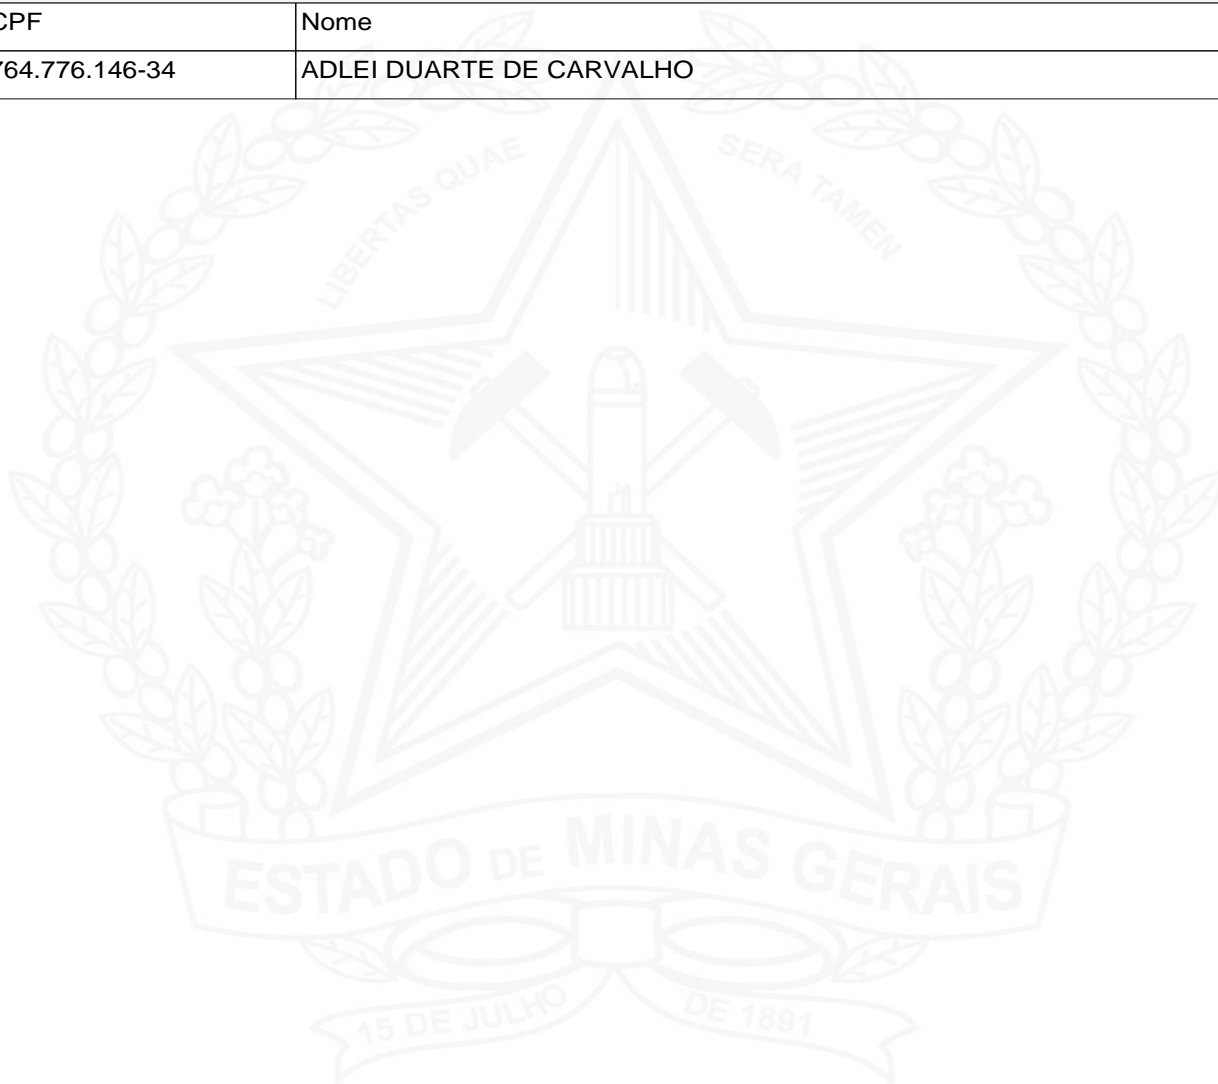 CPF Nome
764.776.146-34 ADLEI DUARTE DE CARVALHO
LIBERTAS QUAE SERA TAMEN
ESTADO DE MINAS GERAIS
15 DE JULHO DE 1891